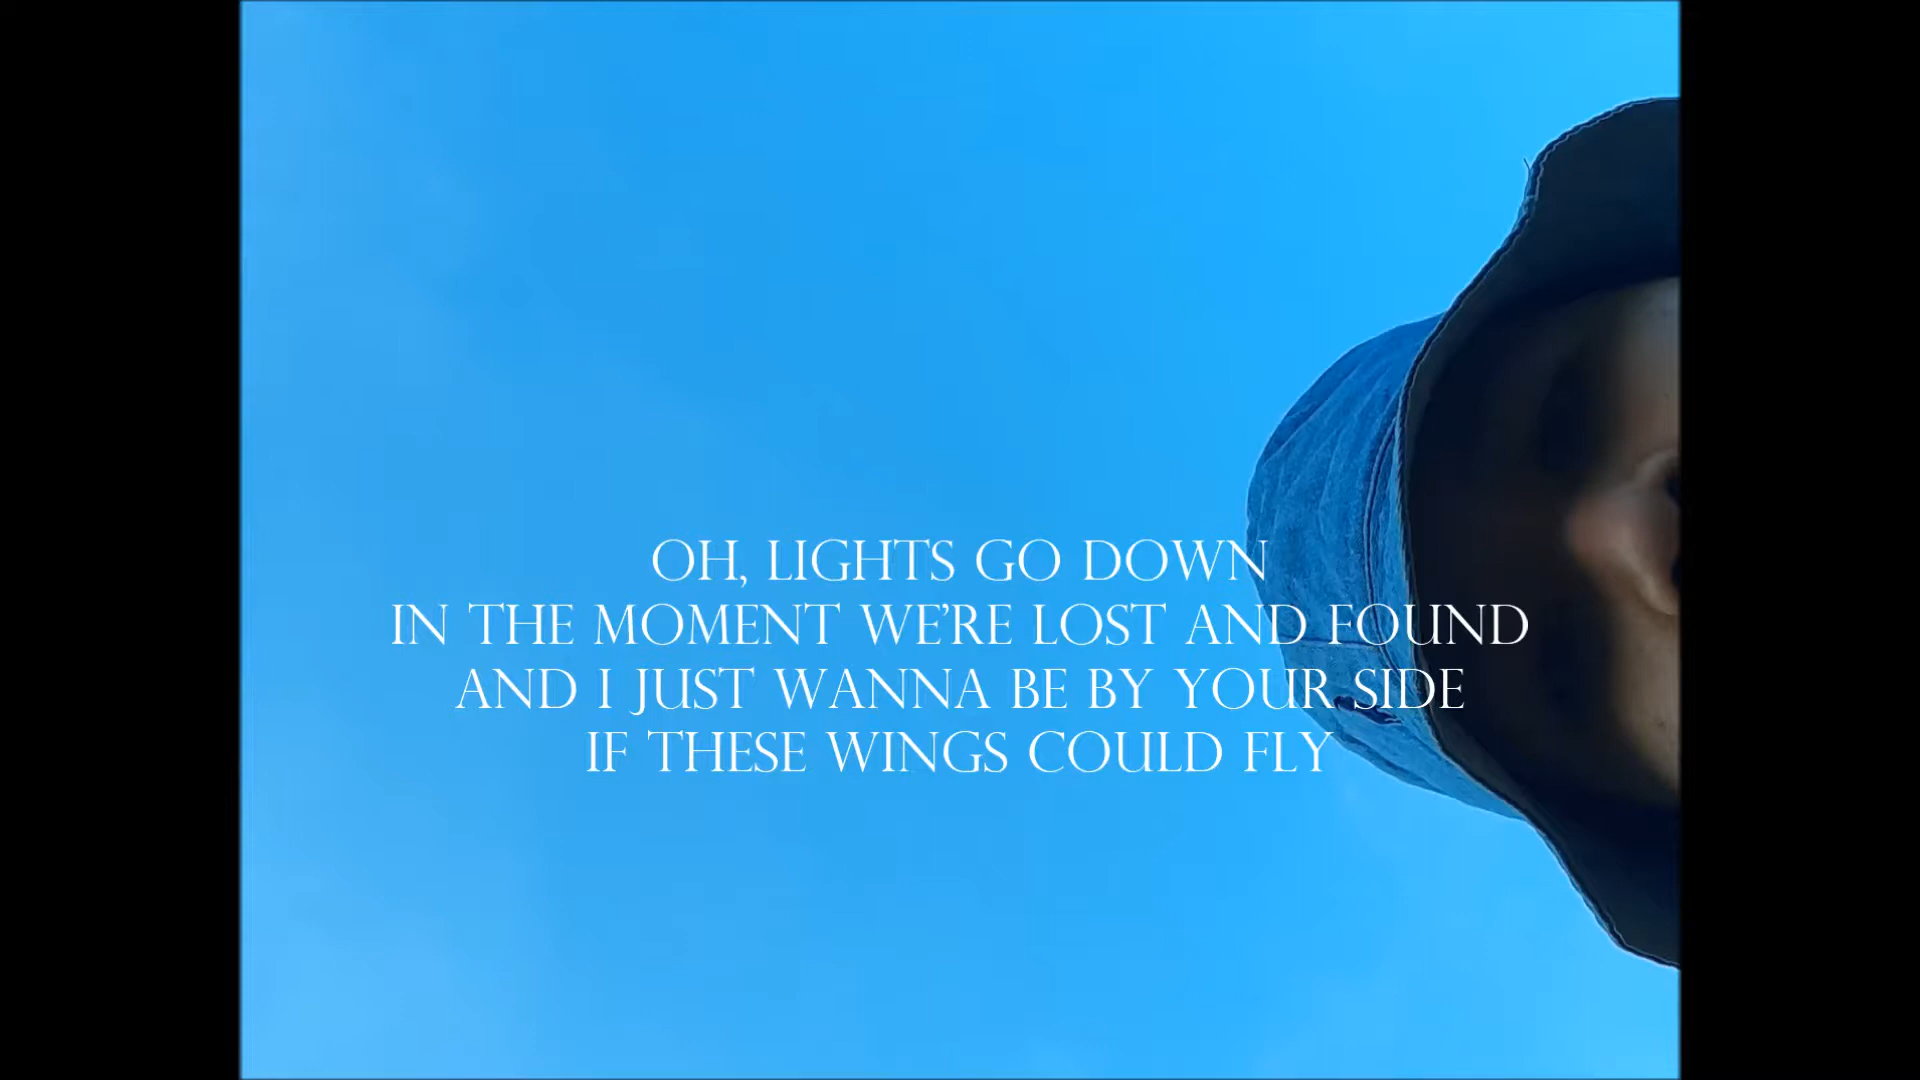 OH, LIGHTS GO DOWN
IN THE MOMENT WE'RE LOST AND FOUND
AND I JUST WANNA BE BY YOUR SIDE
IF THESE WINGS COULD FLY